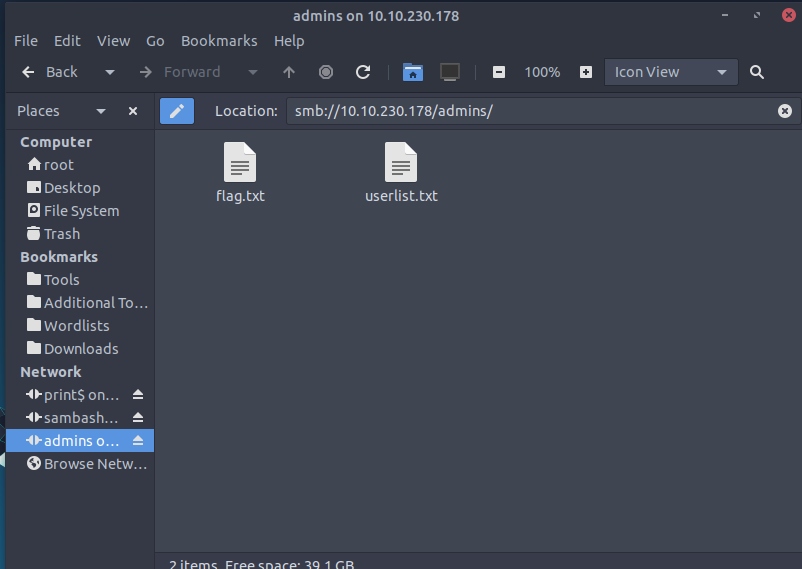 admins on 10.10.230.178
File Edit View Go Bookmarks Help
Back Forward 100% Icon View
Places Location: smb://10.10.230.178/admins/
Computer
root
Desktop
File System
Trash
Bookmarks
Tools
Additional To...
Wordlists
Downloads
Network
print$ on...
sambash...
admins o...
Browse Netw...
flag.txt userlist.txt
2 items, Free space: 39.1 GB